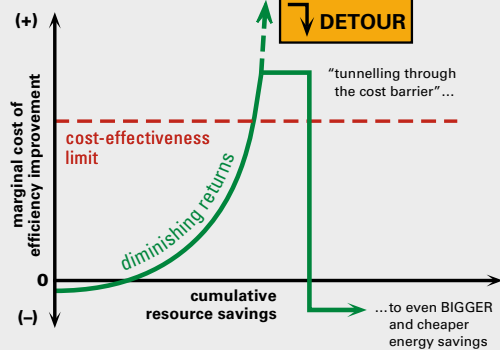 (+)
DETOUR
"tunnelling through
the cost barrier"...
marginal cost of
efficiency improvement
cost-effectiveness
limit
diminishing returns
0
cumulative
resource savings
(–)
...to even BIGGER
and cheaper
energy savings